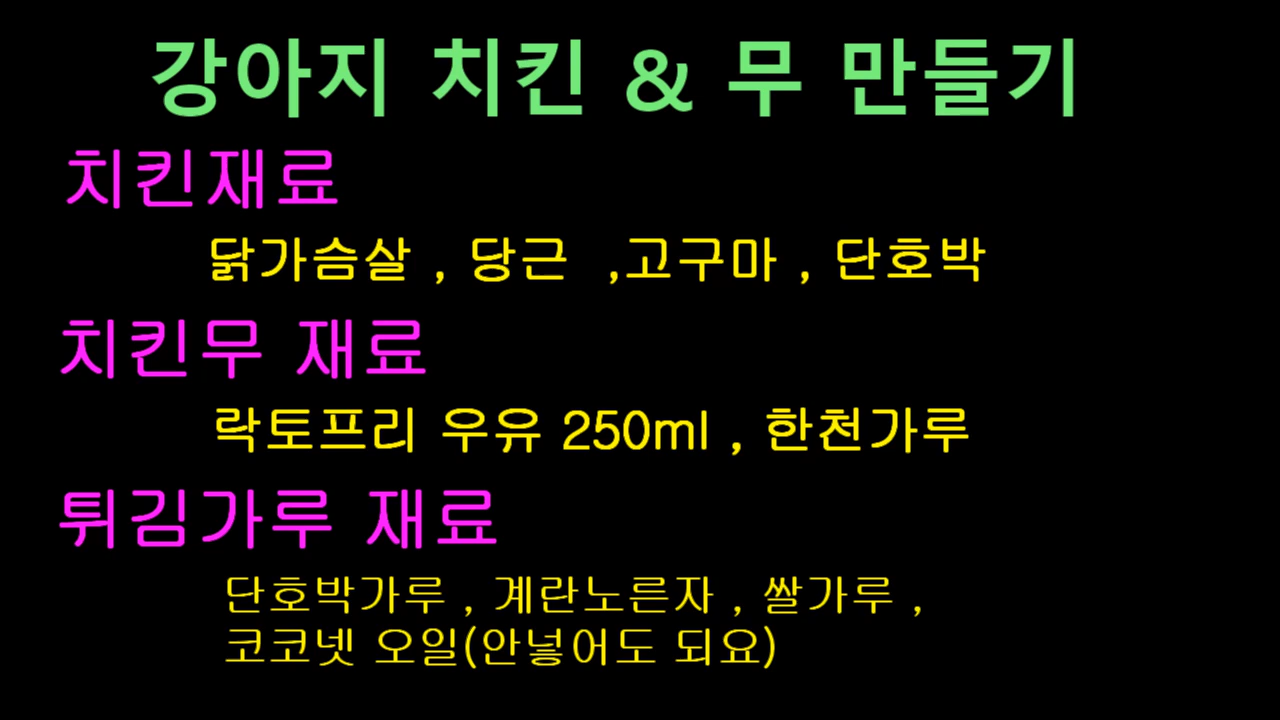 강아지 치킨 & 무 만들기
치킨재료
닭가슴살 , 당근 ,고구마 , 단호박
치킨무 재료
락토프리 우유 250ml , 한천가루
튀김가루 재료
단호박가루 , 계란노른자 , 쌀가루 ,
코코넷 오일(안넣어도 되요)